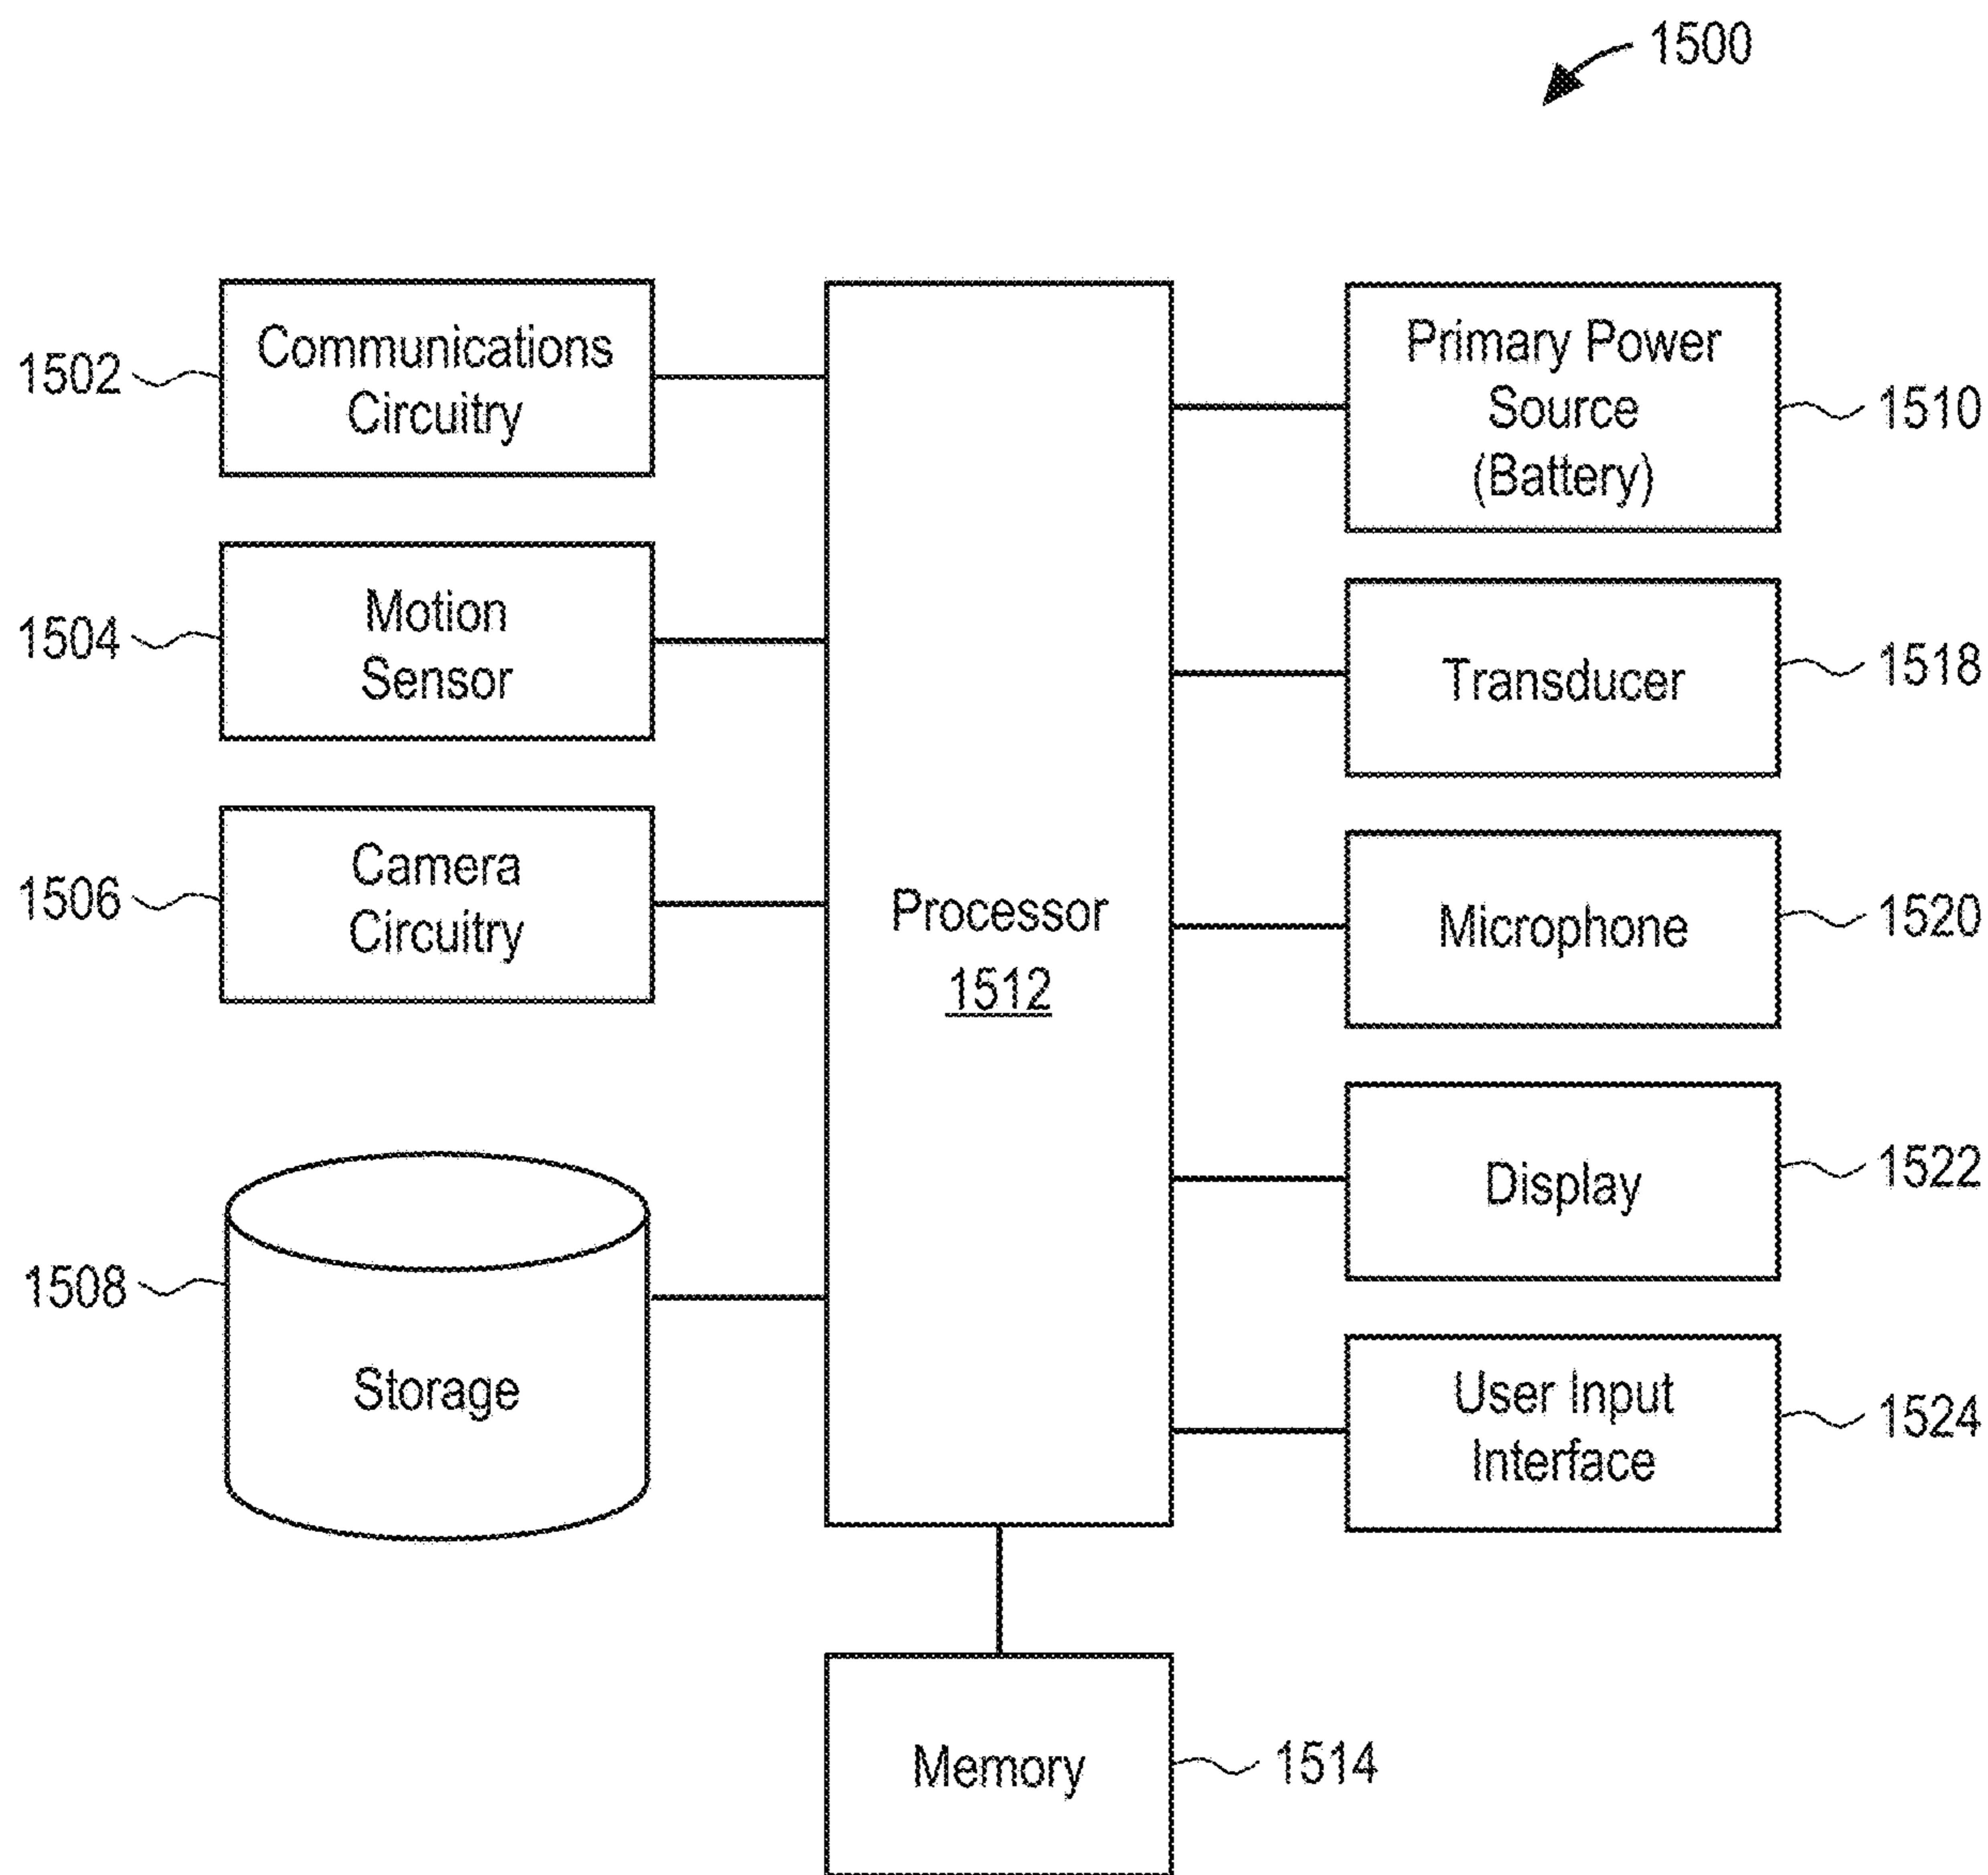 1500
1502
Communications
Circuitry
1504
Motion
Sensor
1506
Camera
Circuitry
1508
Storage
Processor
1512
Primary Power
Source
(Battery)
1510
Transducer
1518
Microphone
1520
Display
1522
User Input
Interface
1524
Memory
1514